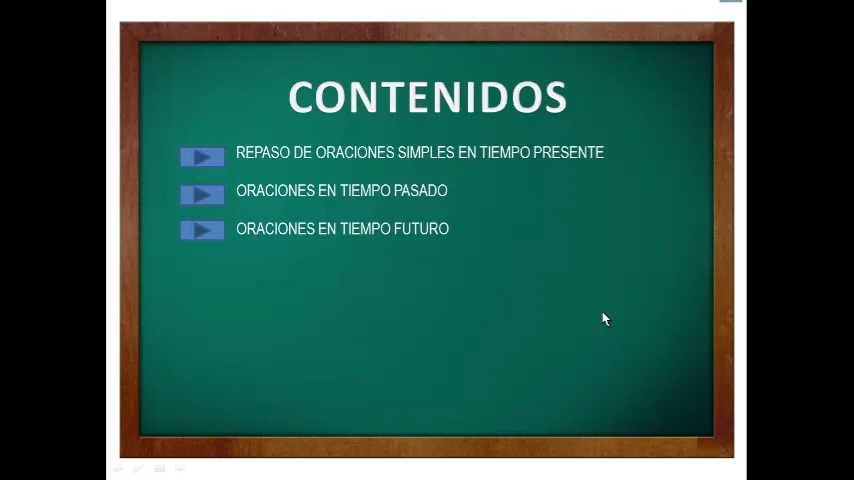 CONTENIDOS
REPASO DE ORACIONES SIMPLES EN TIEMPO PRESENTE
ORACIONES EN TIEMPO PASADO
ORACIONES EN TIEMPO FUTURO